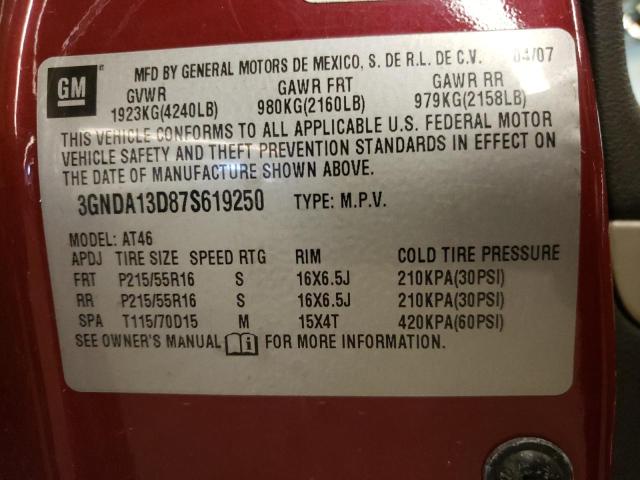 GM
MFD BY GENERAL MOTORS DE MEXICO, S. DE R.L. DE C.V. 04/07
GVWR GAWR FRT GAWR RR
1923KG(4240LB) 980KG(2160LB) 979KG(2158LB)
THIS VEHICLE CONFORMS TO ALL APPLICABLE U.S. FEDERAL MOTOR
VEHICLE SAFETY AND THEFT PREVENTION STANDARDS IN EFFECT ON
THE DATE OF MANUFACTURE SHOWN ABOVE.
3GNDA13D87S619250 TYPE: M.P.V.
MODEL: AT46
APDJ TIRE SIZE SPEED RTG RIM COLD TIRE PRESSURE
FRT P215/55R16 S 16X6.5J 210KPA(30PSI)
RR P215/55R16 S 16X6.5J 210KPA(30PSI)
SPA T115/70D15 M 15X4T 420KPA(60PSI)
SEE OWNER'S MANUAL i FOR MORE INFORMATION.